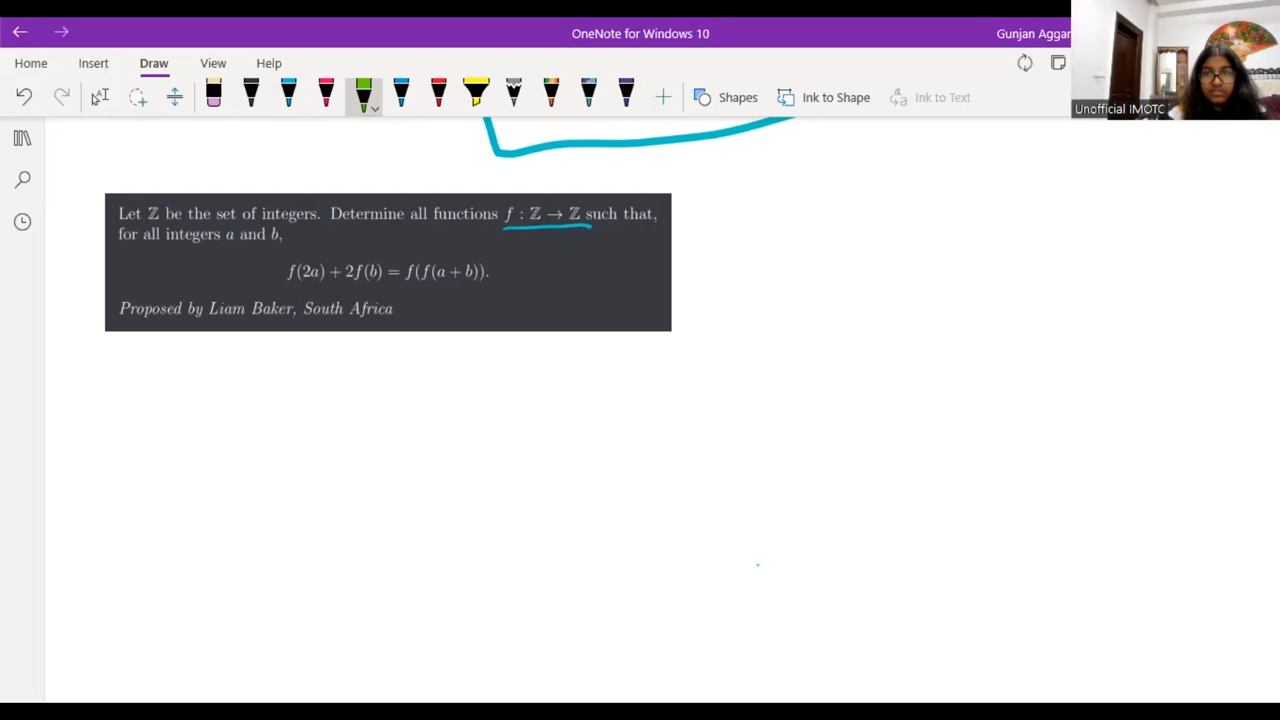 OneNote for Windows 10
Gunjan Aggar
Home Insert Draw View Help
Shapes Ink to Shape Ink to Text
Unofficial IMOTC
Let ℤ be the set of integers. Determine all functions f : ℤ → ℤ such that,
for all integers a and b,
f(2a) + 2f(b) = f(f(a + b)).
Proposed by Liam Baker, South Africa